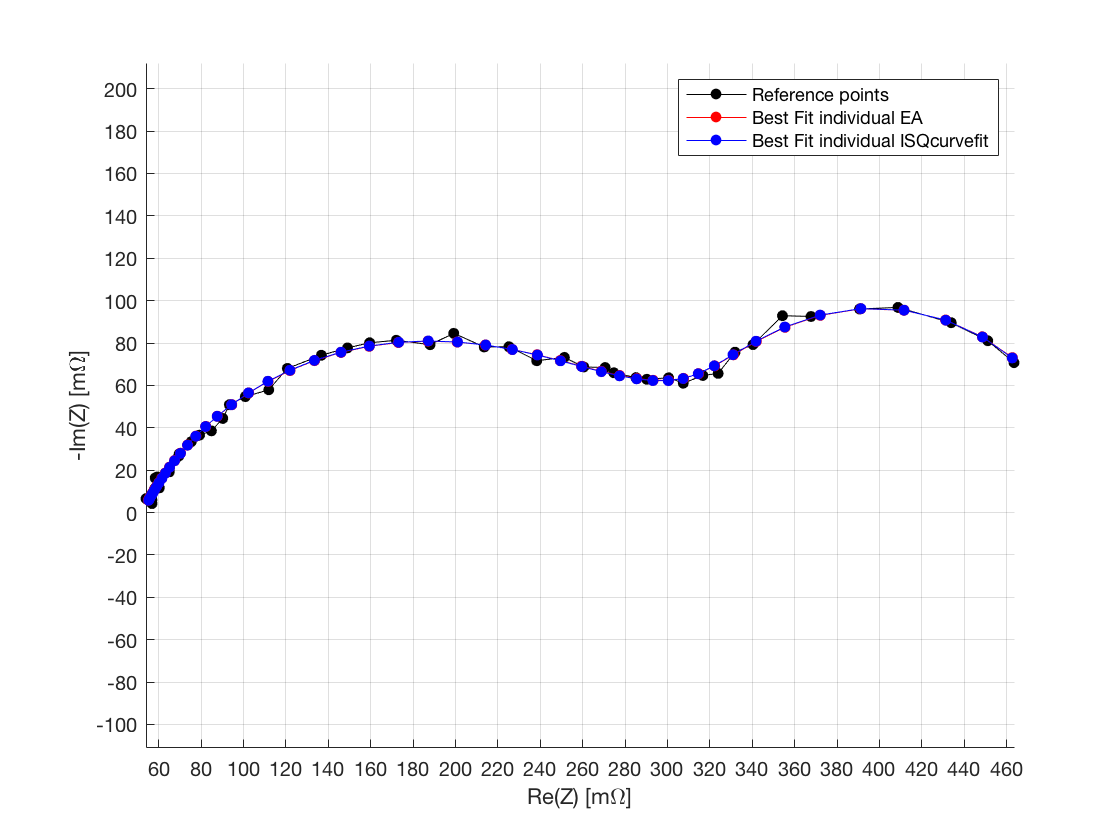 200
180
160
140
120
100
80
60
40
20
0
-20
-40
-60
-80
-100
-Im(Z) [mΩ]
Reference points
Best Fit individual EA
Best Fit individual lSQcurvefit
60 80 100 120 140 160 180 200 220 240 260 280 300 320 340 360 380 400 420 440 460
Re(Z) [mΩ]